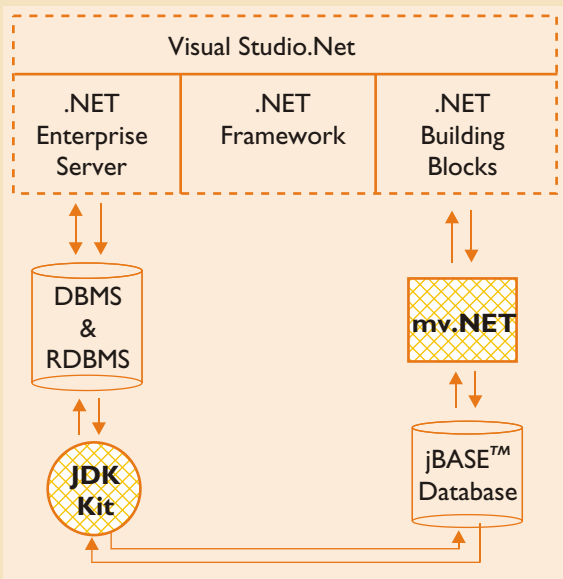 Visual Studio.Net
.NET
Enterprise
Server
.NET
Framework
.NET
Building
Blocks
DBMS
&
RDBMS
mv.NET
JDK
Kit
jBASE™
Database